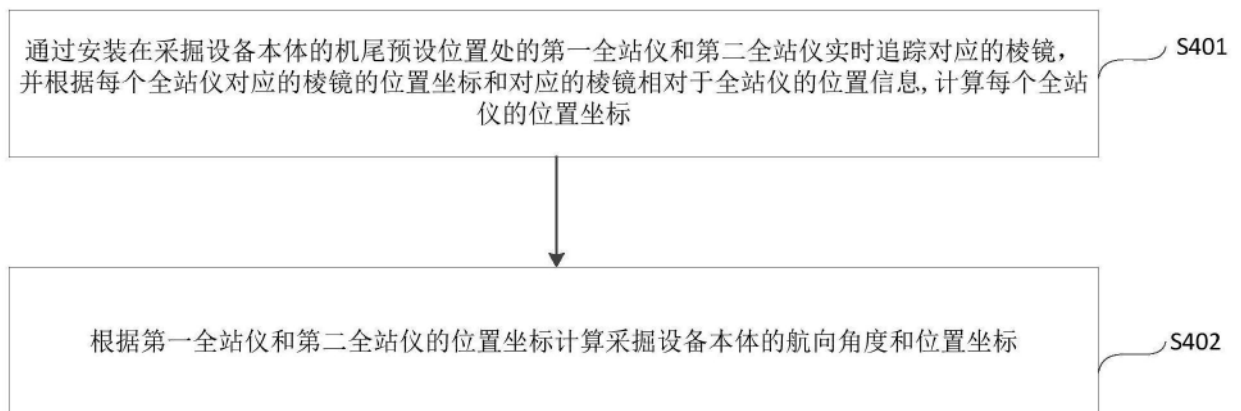 通过安装在采掘设备本体的机尾预设位置处的第一全站仪和第二全站仪实时追踪对应的棱镜，
并根据每个全站仪对应的棱镜的位置坐标和对应的棱镜相对于全站仪的位置信息,计算每个全站
仪的位置坐标
S401
根据第一全站仪和第二全站仪的位置坐标计算采掘设备本体的航向角度和位置坐标
S402